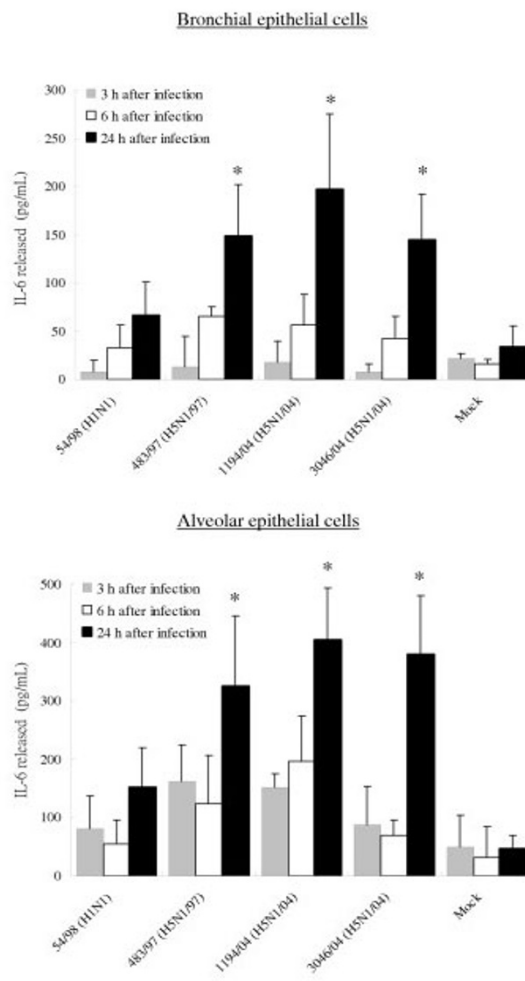 Bronchial epithelial cells
300
250
200
150
100
50
0
IL-6 released (pg/mL)
3 h after infection
6 h after infection
24 h after infection
*
*
*
54/98 (H1N1)
483/97 (H5N1/97)
1194/04 (H5N1/04)
3046/04 (H5N1/04)
Mock
Alveolar epithelial cells
500
400
300
200
100
0
IL-6 released (pg/mL)
3 h after infection
6 h after infection
24 h after infection
*
*
*
54/98 (H1N1)
483/97 (H5N1/97)
1194/04 (H5N1/04)
3046/04 (H5N1/04)
Mock